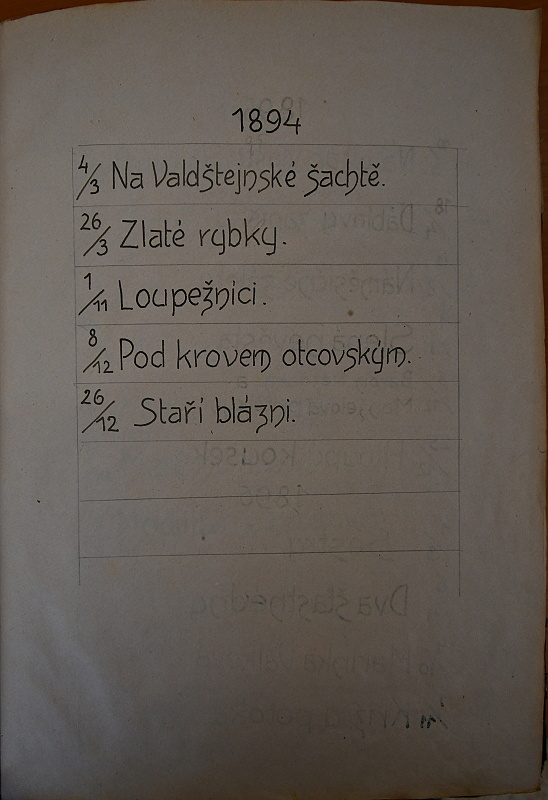 1894
4/3 Na Valdštejnské šachtě.
26/3 Zlaté rybky.
1/11 Loupežníci.
8/12 Pod krovem otcovským.
26/12 Staří blázni.